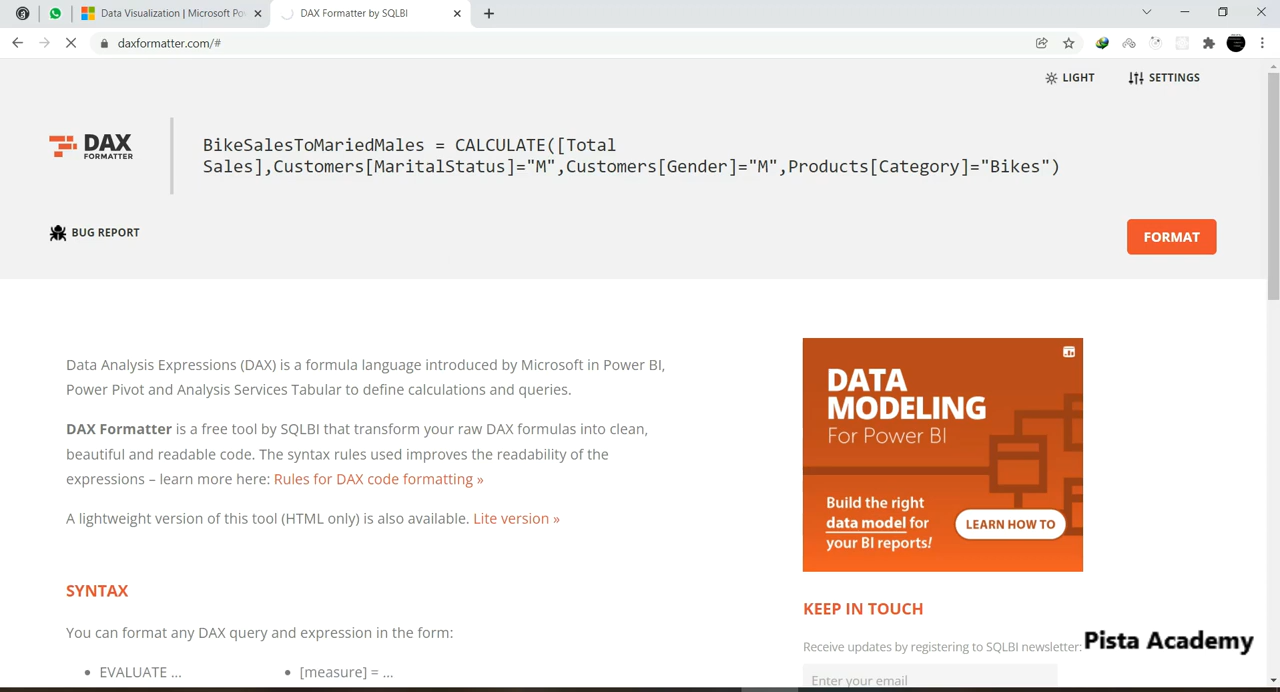 Data Visualization | Microsoft Po
DAX Formatter by SQLBI
daxformatter.com/#
LIGHT
SETTINGS
DAX
FORMATTER
BikeSalesToMariedMales = CALCULATE([Total
Sales],Customers[MaritalStatus]="M",Customers[Gender]="M",Products[Category]="Bikes")
BUG REPORT
FORMAT
Data Analysis Expressions (DAX) is a formula language introduced by Microsoft in Power BI,
Power Pivot and Analysis Services Tabular to define calculations and queries.
DAX Formatter is a free tool by SQLBI that transform your raw DAX formulas into clean,
beautiful and readable code. The syntax rules used improves the readability of the
expressions – learn more here: Rules for DAX code formatting »
A lightweight version of this tool (HTML only) is also available. Lite version »
SYNTAX
You can format any DAX query and expression in the form:
• EVALUATE ...
• [measure] = ...
DATA
MODELING
For Power BI
Build the right
data model for
your BI reports!
LEARN HOW TO
KEEP IN TOUCH
Receive updates by registering to SQLBI newsletter:
Enter your email
Pista Academy